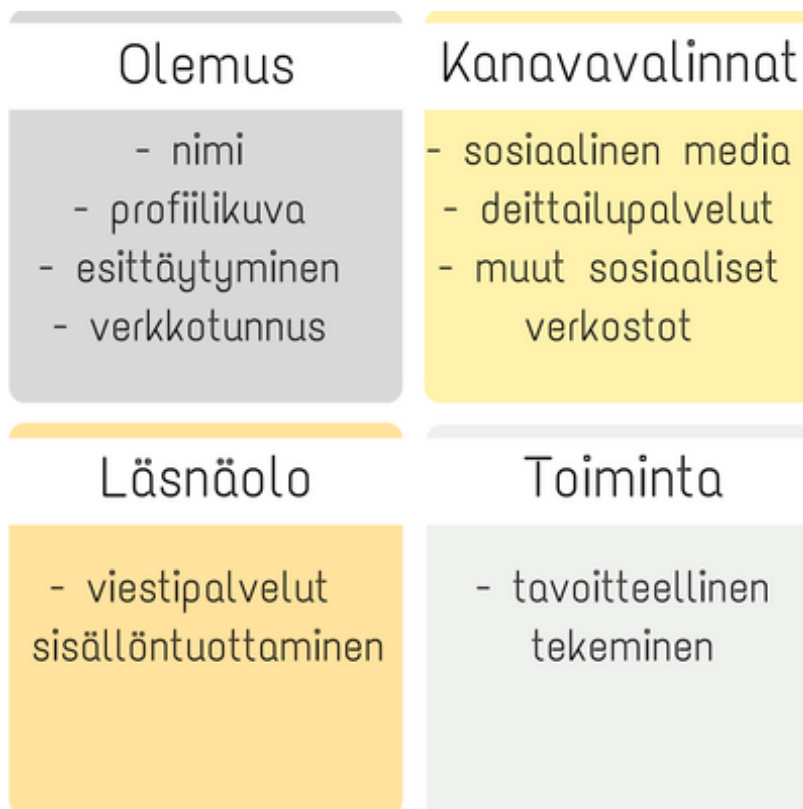 Olemus
- nimi
- profiilikuva
- esittäytyminen
- verkkotunnus
Kanavavalinnat
- sosiaalinen media
- deittailupalvelut
- muut sosiaaliset
verkostot
Läsnäolo
- viestipalvelut
sisällöntuottaminen
Toiminta
- tavoitteellinen
tekeminen